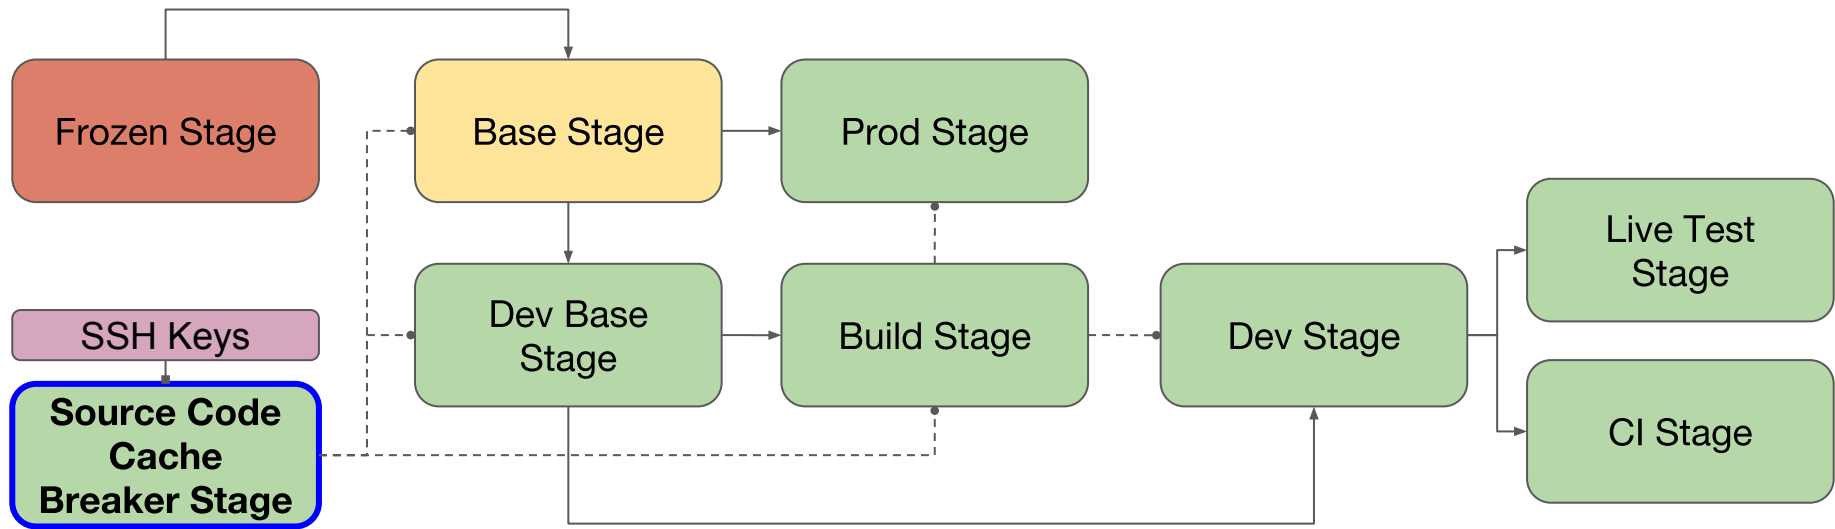 Frozen Stage
Base Stage
Prod Stage
Live Test
Stage
SSH Keys
Dev Base
Stage
Build Stage
Dev Stage
Source Code
Cache
Breaker Stage
CI Stage